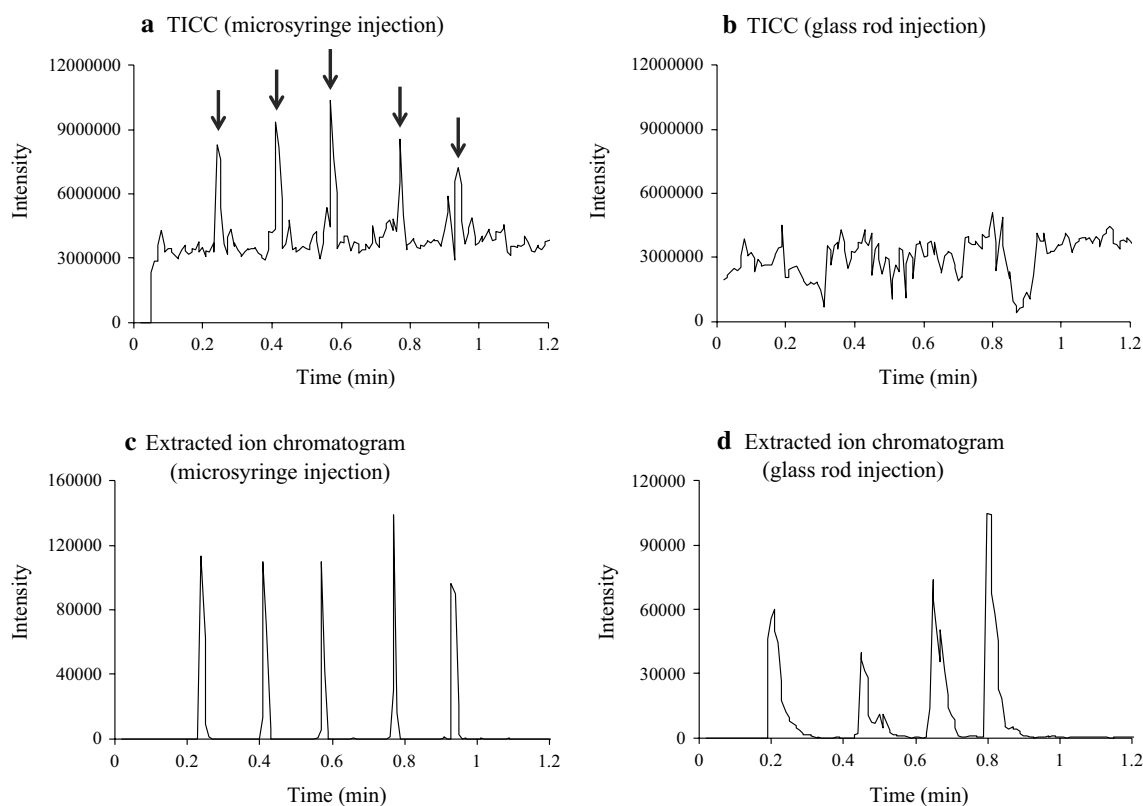 a TICC (microsyringe injection)
12000000
9000000
6000000
3000000
0
Intensity
0 0.2 0.4 0.6 0.8 1 1.2
Time (min)
b TICC (glass rod injection)
12000000
9000000
6000000
3000000
0
Intensity
0 0.2 0.4 0.6 0.8 1 1.2
Time (min)
c Extracted ion chromatogram
(microsyringe injection)
160000
120000
80000
40000
0
Intensity
0 0.2 0.4 0.6 0.8 1 1.2
Time (min)
d Extracted ion chromatogram
(glass rod injection)
120000
90000
60000
30000
0
Intensity
0 0.2 0.4 0.6 0.8 1 1.2
Time (min)